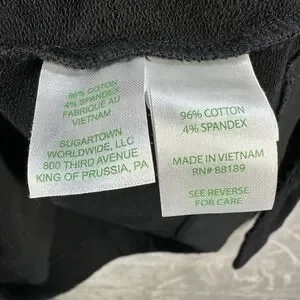 96% COTTON
4% SPANDEX
FABRIQUÉ AU
VIETNAM
SUGARTOWN
WORLDWIDE, LLC
800 THIRD AVENUE
KING OF PRUSSIA, PA
96% COTTON
4% SPANDEX
MADE IN VIETNAM
RN# 88189
SEE REVERSE
FOR CARE